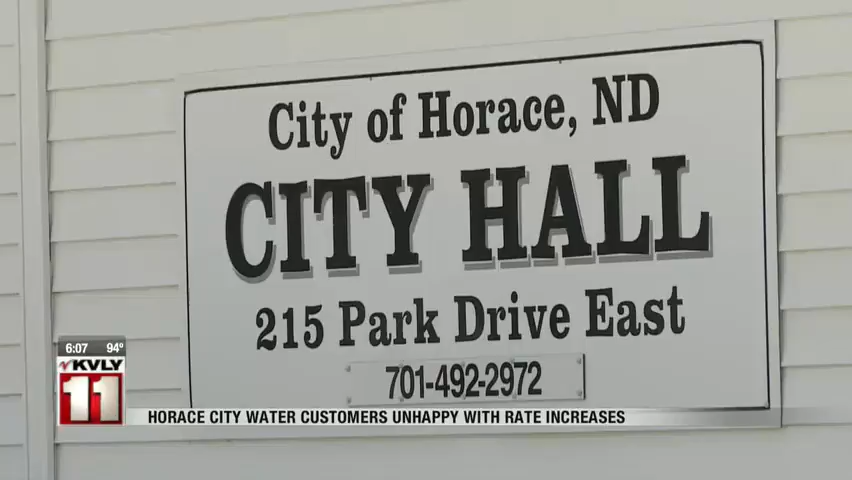 City of Horace, ND
CITY HALL
215 Park Drive East
701-492-2972
6:07 94°
KVLY
11
HORACE CITY WATER CUSTOMERS UNHAPPY WITH RATE INCREASES